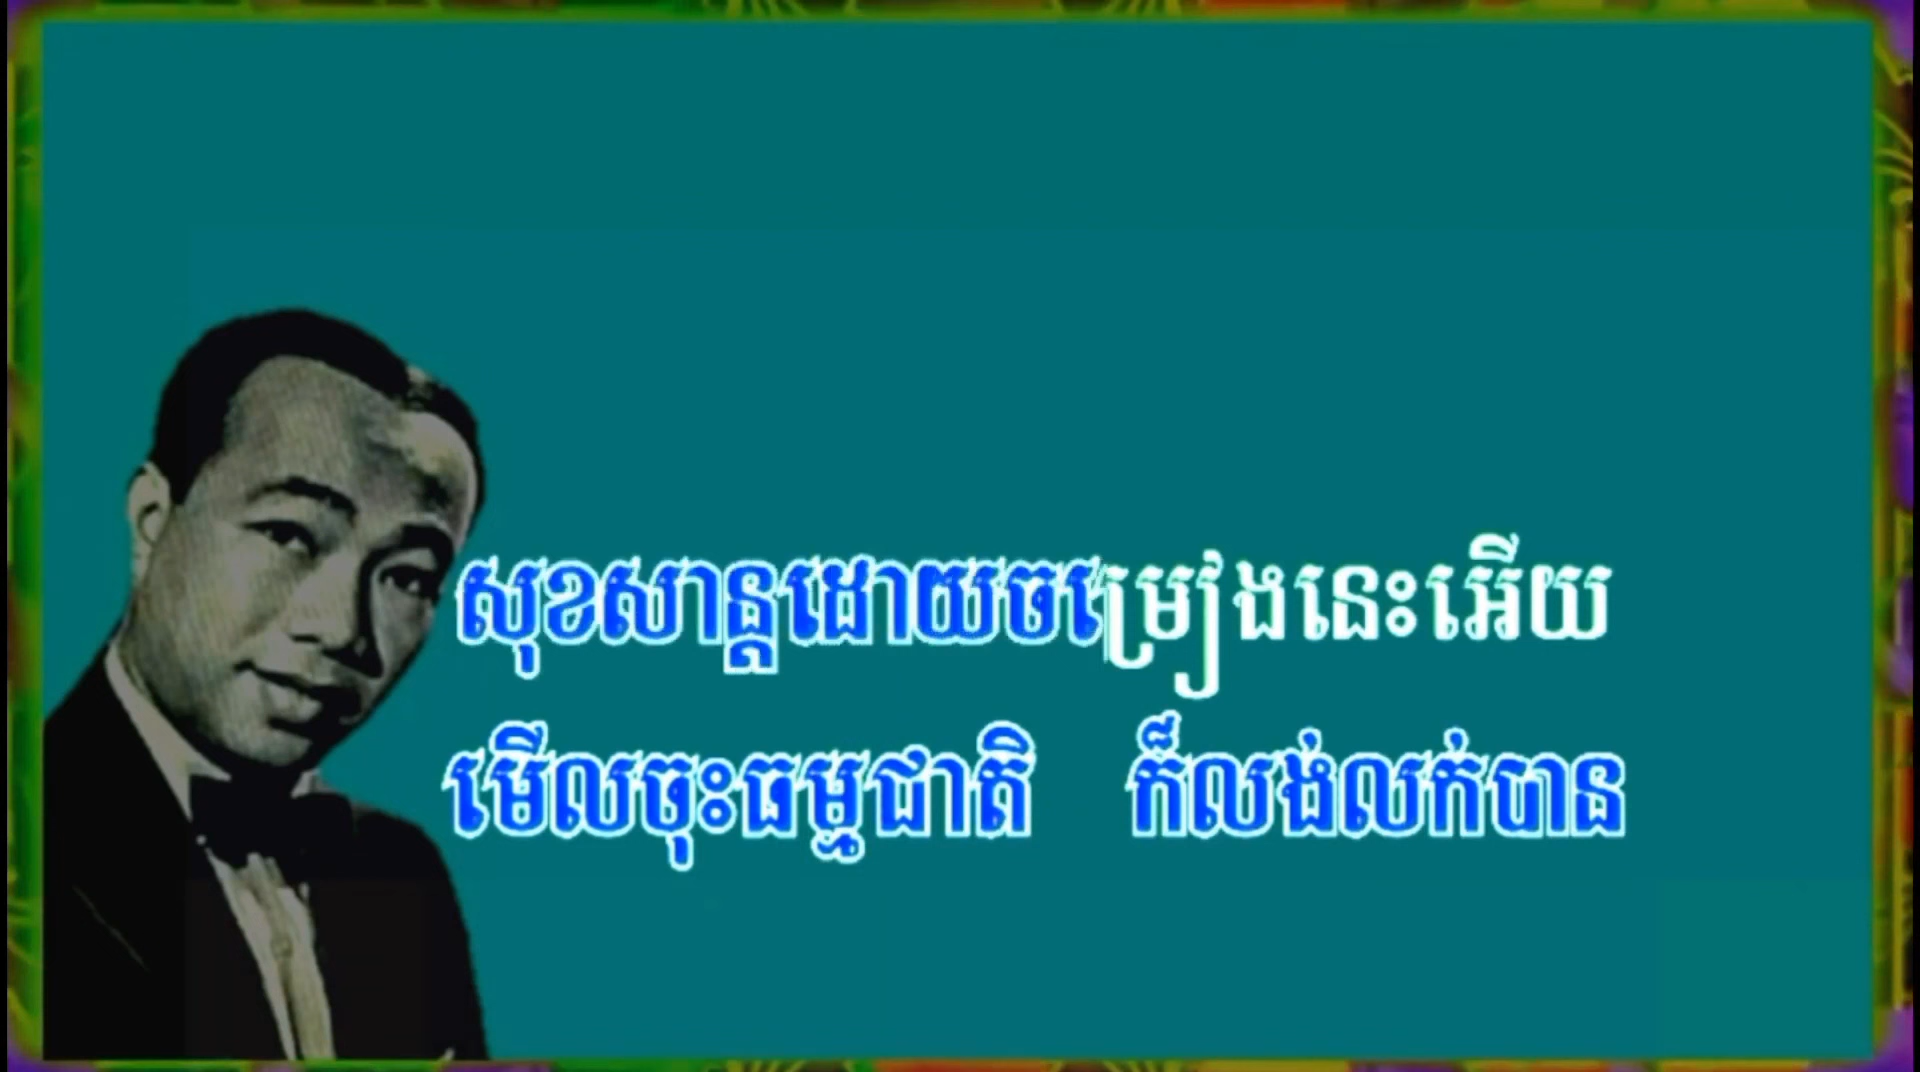 សុខសាន្តដោយចម្រៀងនេះអើយ
មើលចុះធម្មជាតិ ក៏លង់លក់បាន